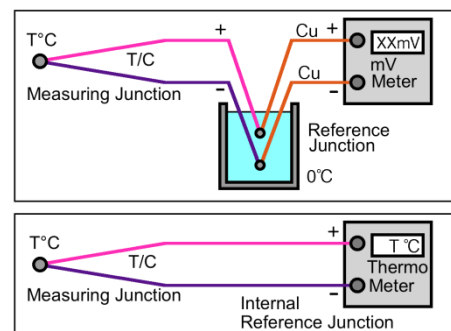 T°C
+
T/C
−
Measuring Junction
Cu
Cu
+
XXmV
mV
Meter
−
Reference
Junction
0℃
T°C
T/C
Measuring Junction
+
T ℃
Thermo
Meter
−
Internal
Reference Junction